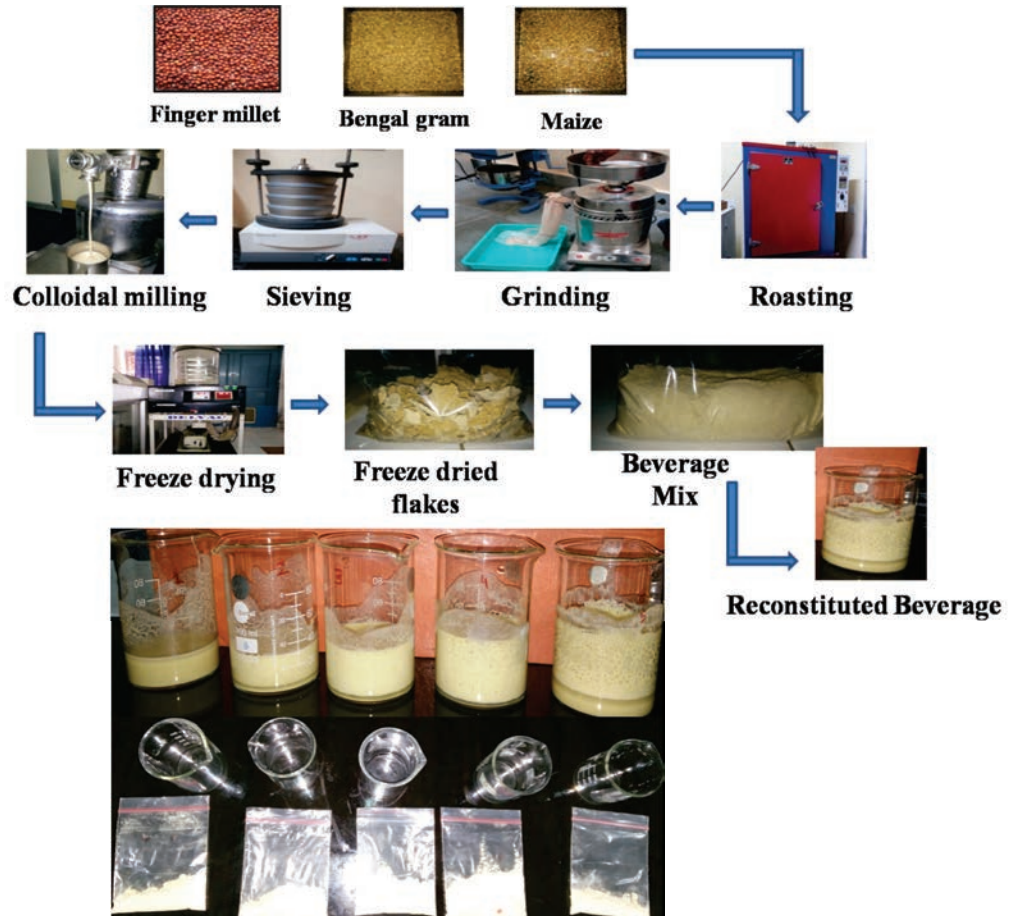 Finger millet
Bengal gram
Maize
Colloidal milling
Sieving
Grinding
Roasting
DELVAC
Freeze drying
Freeze dried
flakes
Beverage
Mix
Reconstituted Beverage